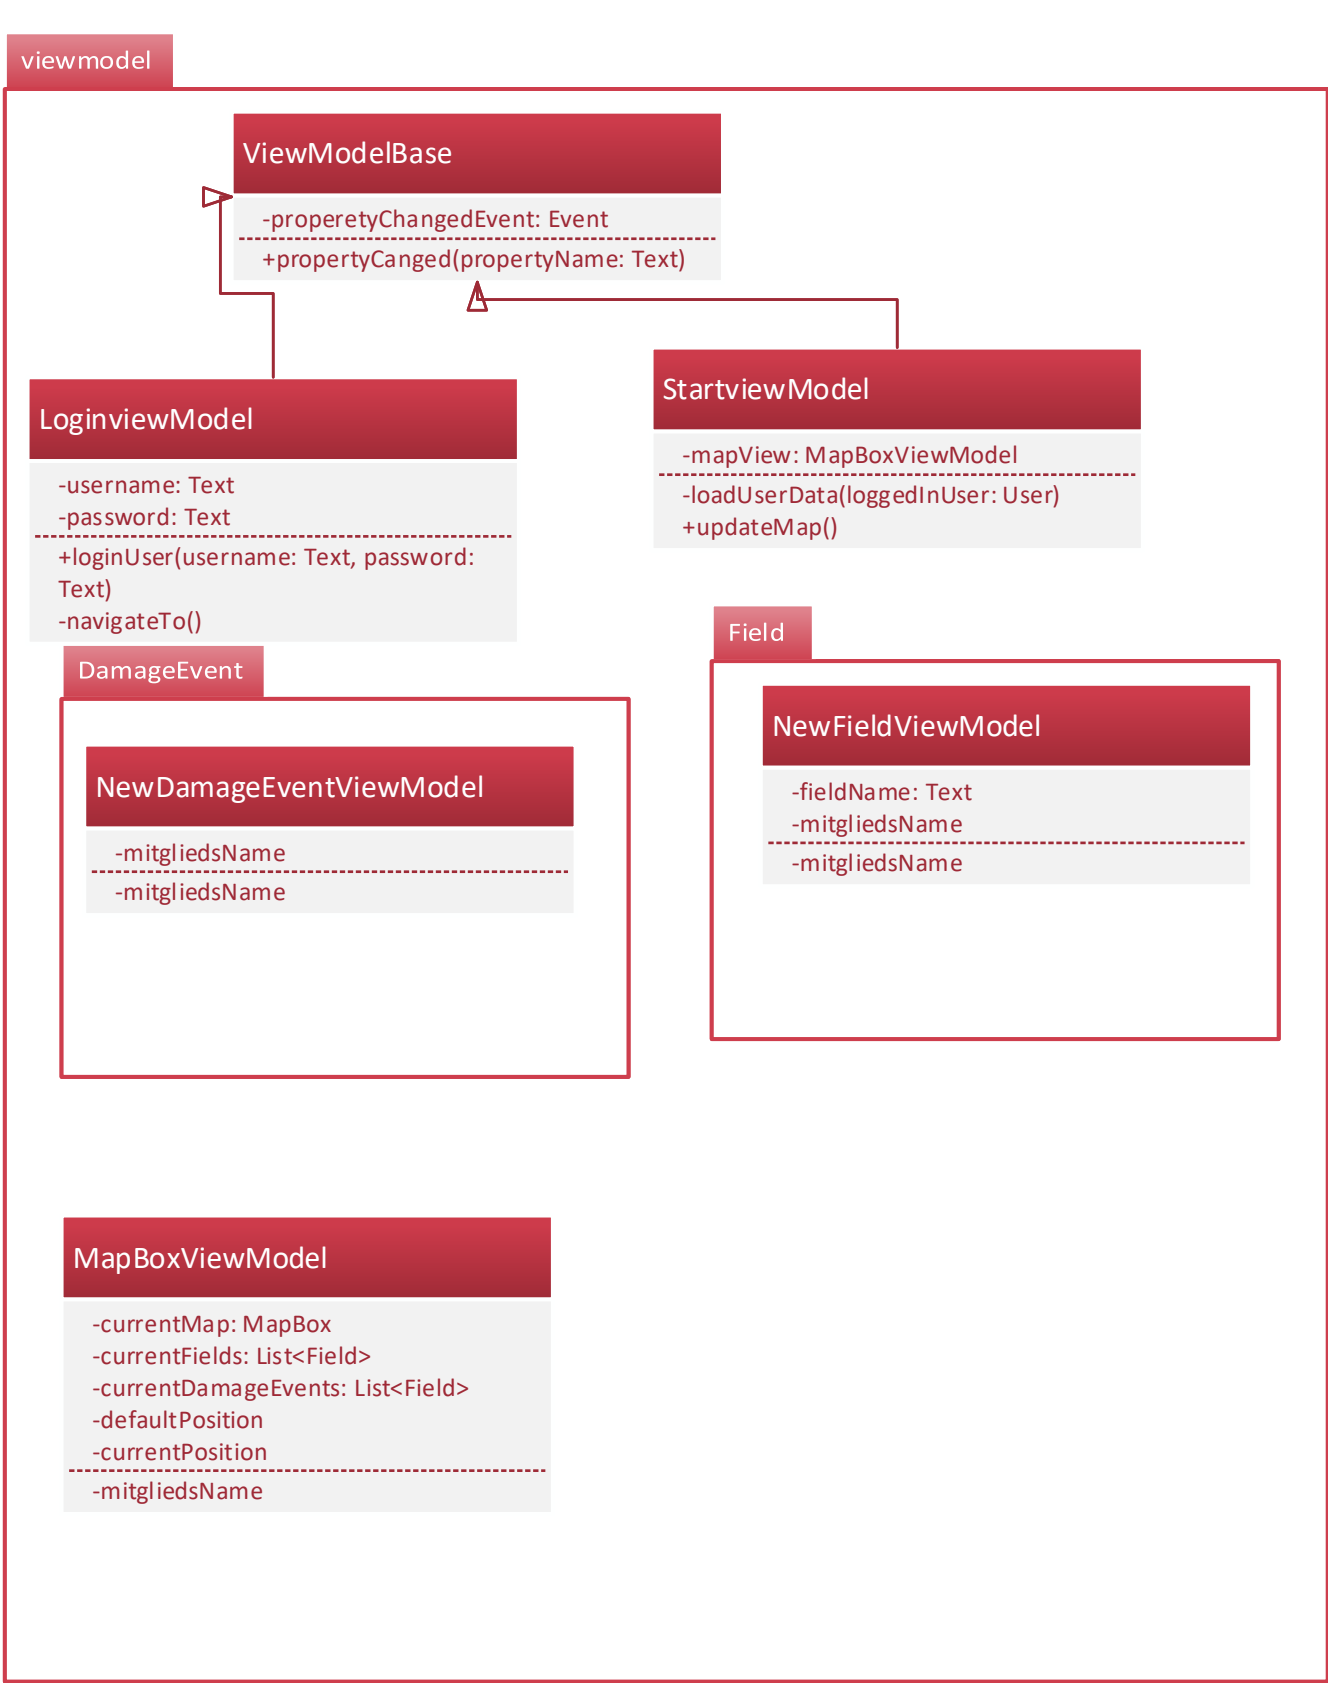 viewmodel
ViewModelBase
-properetyChangedEvent: Event
+propertyCanged(propertyName: Text)
LoginviewModel
-username: Text
-password: Text
+loginUser(username: Text, password:
Text)
-navigateTo()
StartviewModel
-mapView: MapBoxViewModel
-loadUserData(loggedInUser: User)
+updateMap()
DamageEvent
NewDamageEventViewModel
-mitgliedsName
-mitgliedsName
Field
NewFieldViewModel
-fieldName: Text
-mitgliedsName
-mitgliedsName
MapBoxViewModel
-currentMap: MapBox
-currentFields: List<Field>
-currentDamageEvents: List<Field>
-defaultPosition
-currentPosition
-mitgliedsName